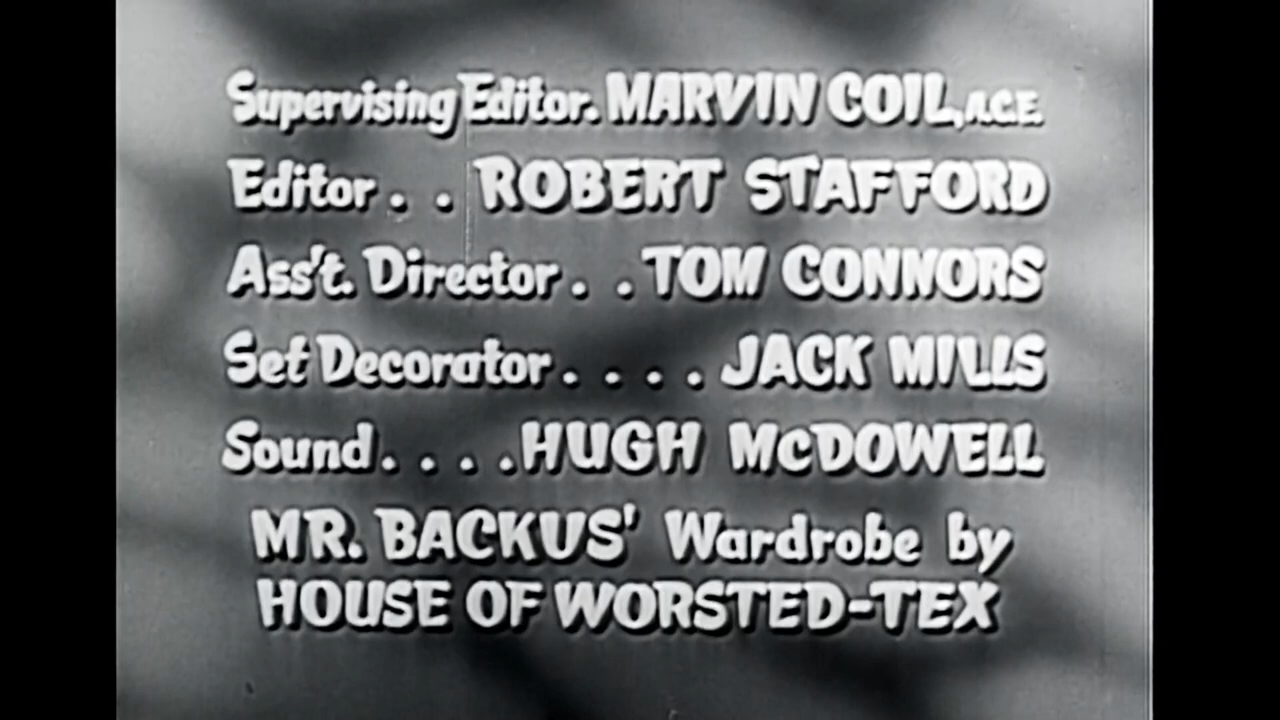 Supervising Editor. MARVIN COIL, A.C.E.
Editor . . ROBERT STAFFORD
Ass't. Director . . TOM CONNORS
Set Decorator . . . . JACK MILLS
Sound . . . . HUGH McDOWELL
MR. BACKUS' Wardrobe by
HOUSE OF WORSTED-TEX